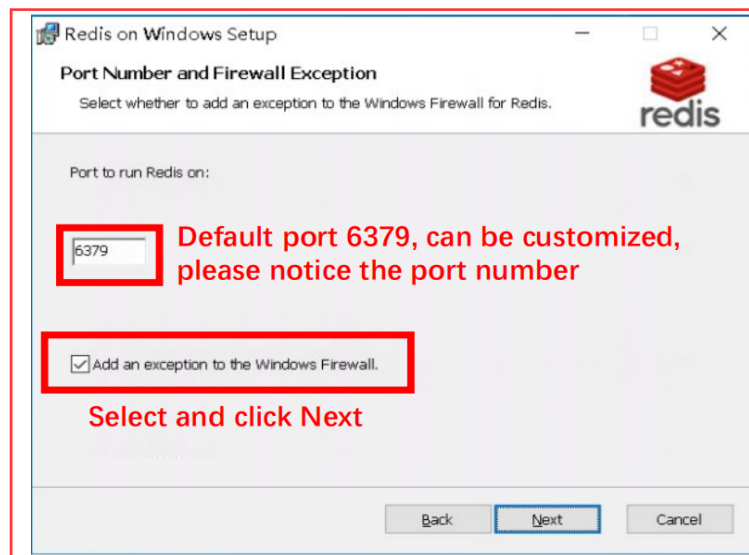 Redis on Windows Setup
Port Number and Firewall Exception
Select whether to add an exception to the Windows Firewall for Redis.
redis
Port to run Redis on:
6379
Default port 6379, can be customized,
please notice the port number
Add an exception to the Windows Firewall.
Select and click Next
Back
Next
Cancel